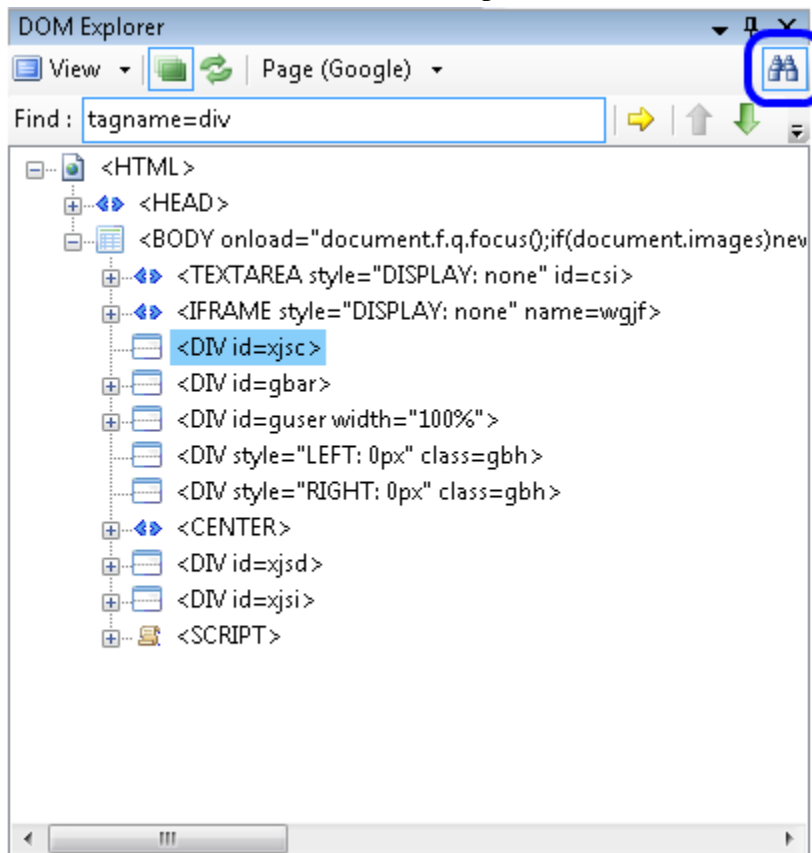 DOM Explorer
View Page (Google)
Find : tagname=div
<HTML>
<HEAD>
<BODY onload="document.f.q.focus();if(document.images)new
<TEXTAREA style="DISPLAY: none" id=csi>
<IFRAME style="DISPLAY: none" name=wgjf>
<DIV id=xjsc>
<DIV id=gbar>
<DIV id=guser width="100%">
<DIV style="LEFT: 0px" class=gbh>
<DIV style="RIGHT: 0px" class=gbh>
<CENTER>
<DIV id=xjsd>
<DIV id=xjsi>
<SCRIPT>